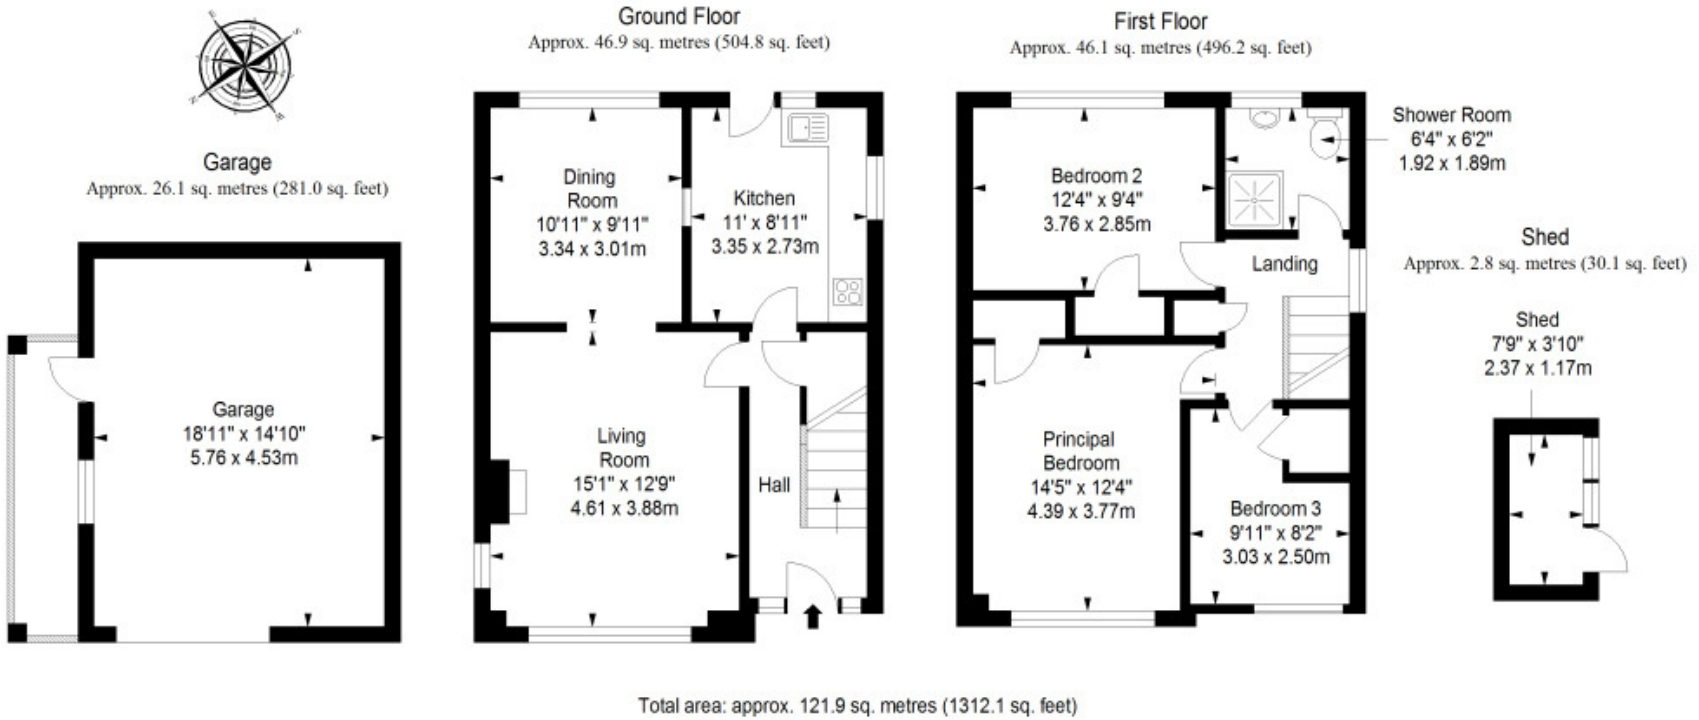 Ground Floor
Approx. 46.9 sq. metres (504.8 sq. feet)
First Floor
Approx. 46.1 sq. metres (496.2 sq. feet)
Garage
Approx. 26.1 sq. metres (281.0 sq. feet)
Garage
18'11" x 14'10"
5.76 x 4.53m
Dining
Room
10'11" x 9'11"
3.34 x 3.01m
Kitchen
11' x 8'11"
3.35 x 2.73m
Living
Room
15'1" x 12'9"
4.61 x 3.88m
Hall
Bedroom 2
12'4" x 9'4"
3.76 x 2.85m
Shower Room
6'4" x 6'2"
1.92 x 1.89m
Landing
Principal
Bedroom
14'5" x 12'4"
4.39 x 3.77m
Bedroom 3
9'11" x 8'2"
3.03 x 2.50m
Shed
Approx. 2.8 sq. metres (30.1 sq. feet)
Shed
7'9" x 3'10"
2.37 x 1.17m
Total area: approx. 121.9 sq. metres (1312.1 sq. feet)